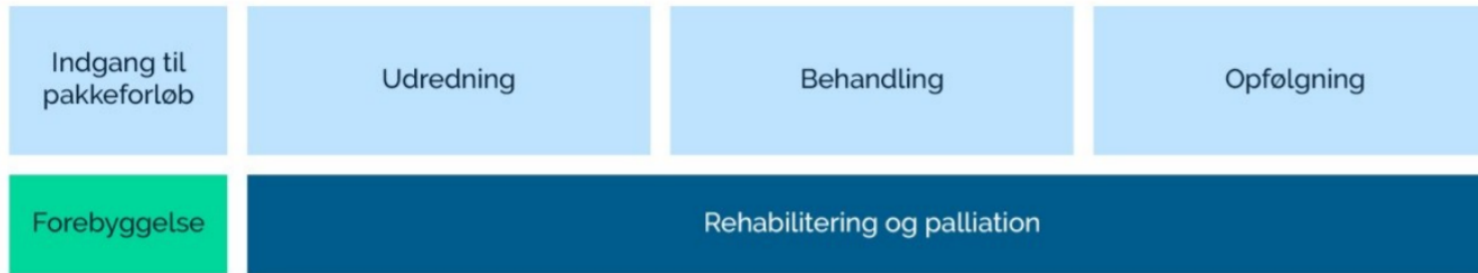 Indgang til
pakkeforløb
Udredning
Behandling
Opfølgning
Forebyggelse
Rehabilitering og palliation